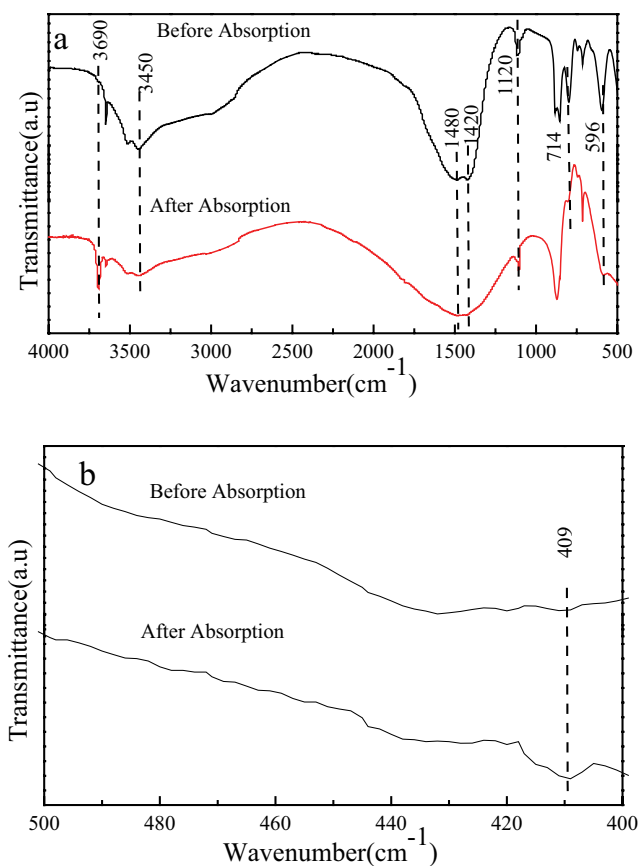 a
Before Absorption
After Absorption
3690
3450
1480
1420
1120
714
596
Transmittance(a.u)
4000 3500 3000 2500 2000 1500 1000 500
Wavenumber(cm-1)
b
Before Absorption
After Absorption
409
Transmittance(a.u)
500 480 460 440 420 400
Wavenumber(cm-1)